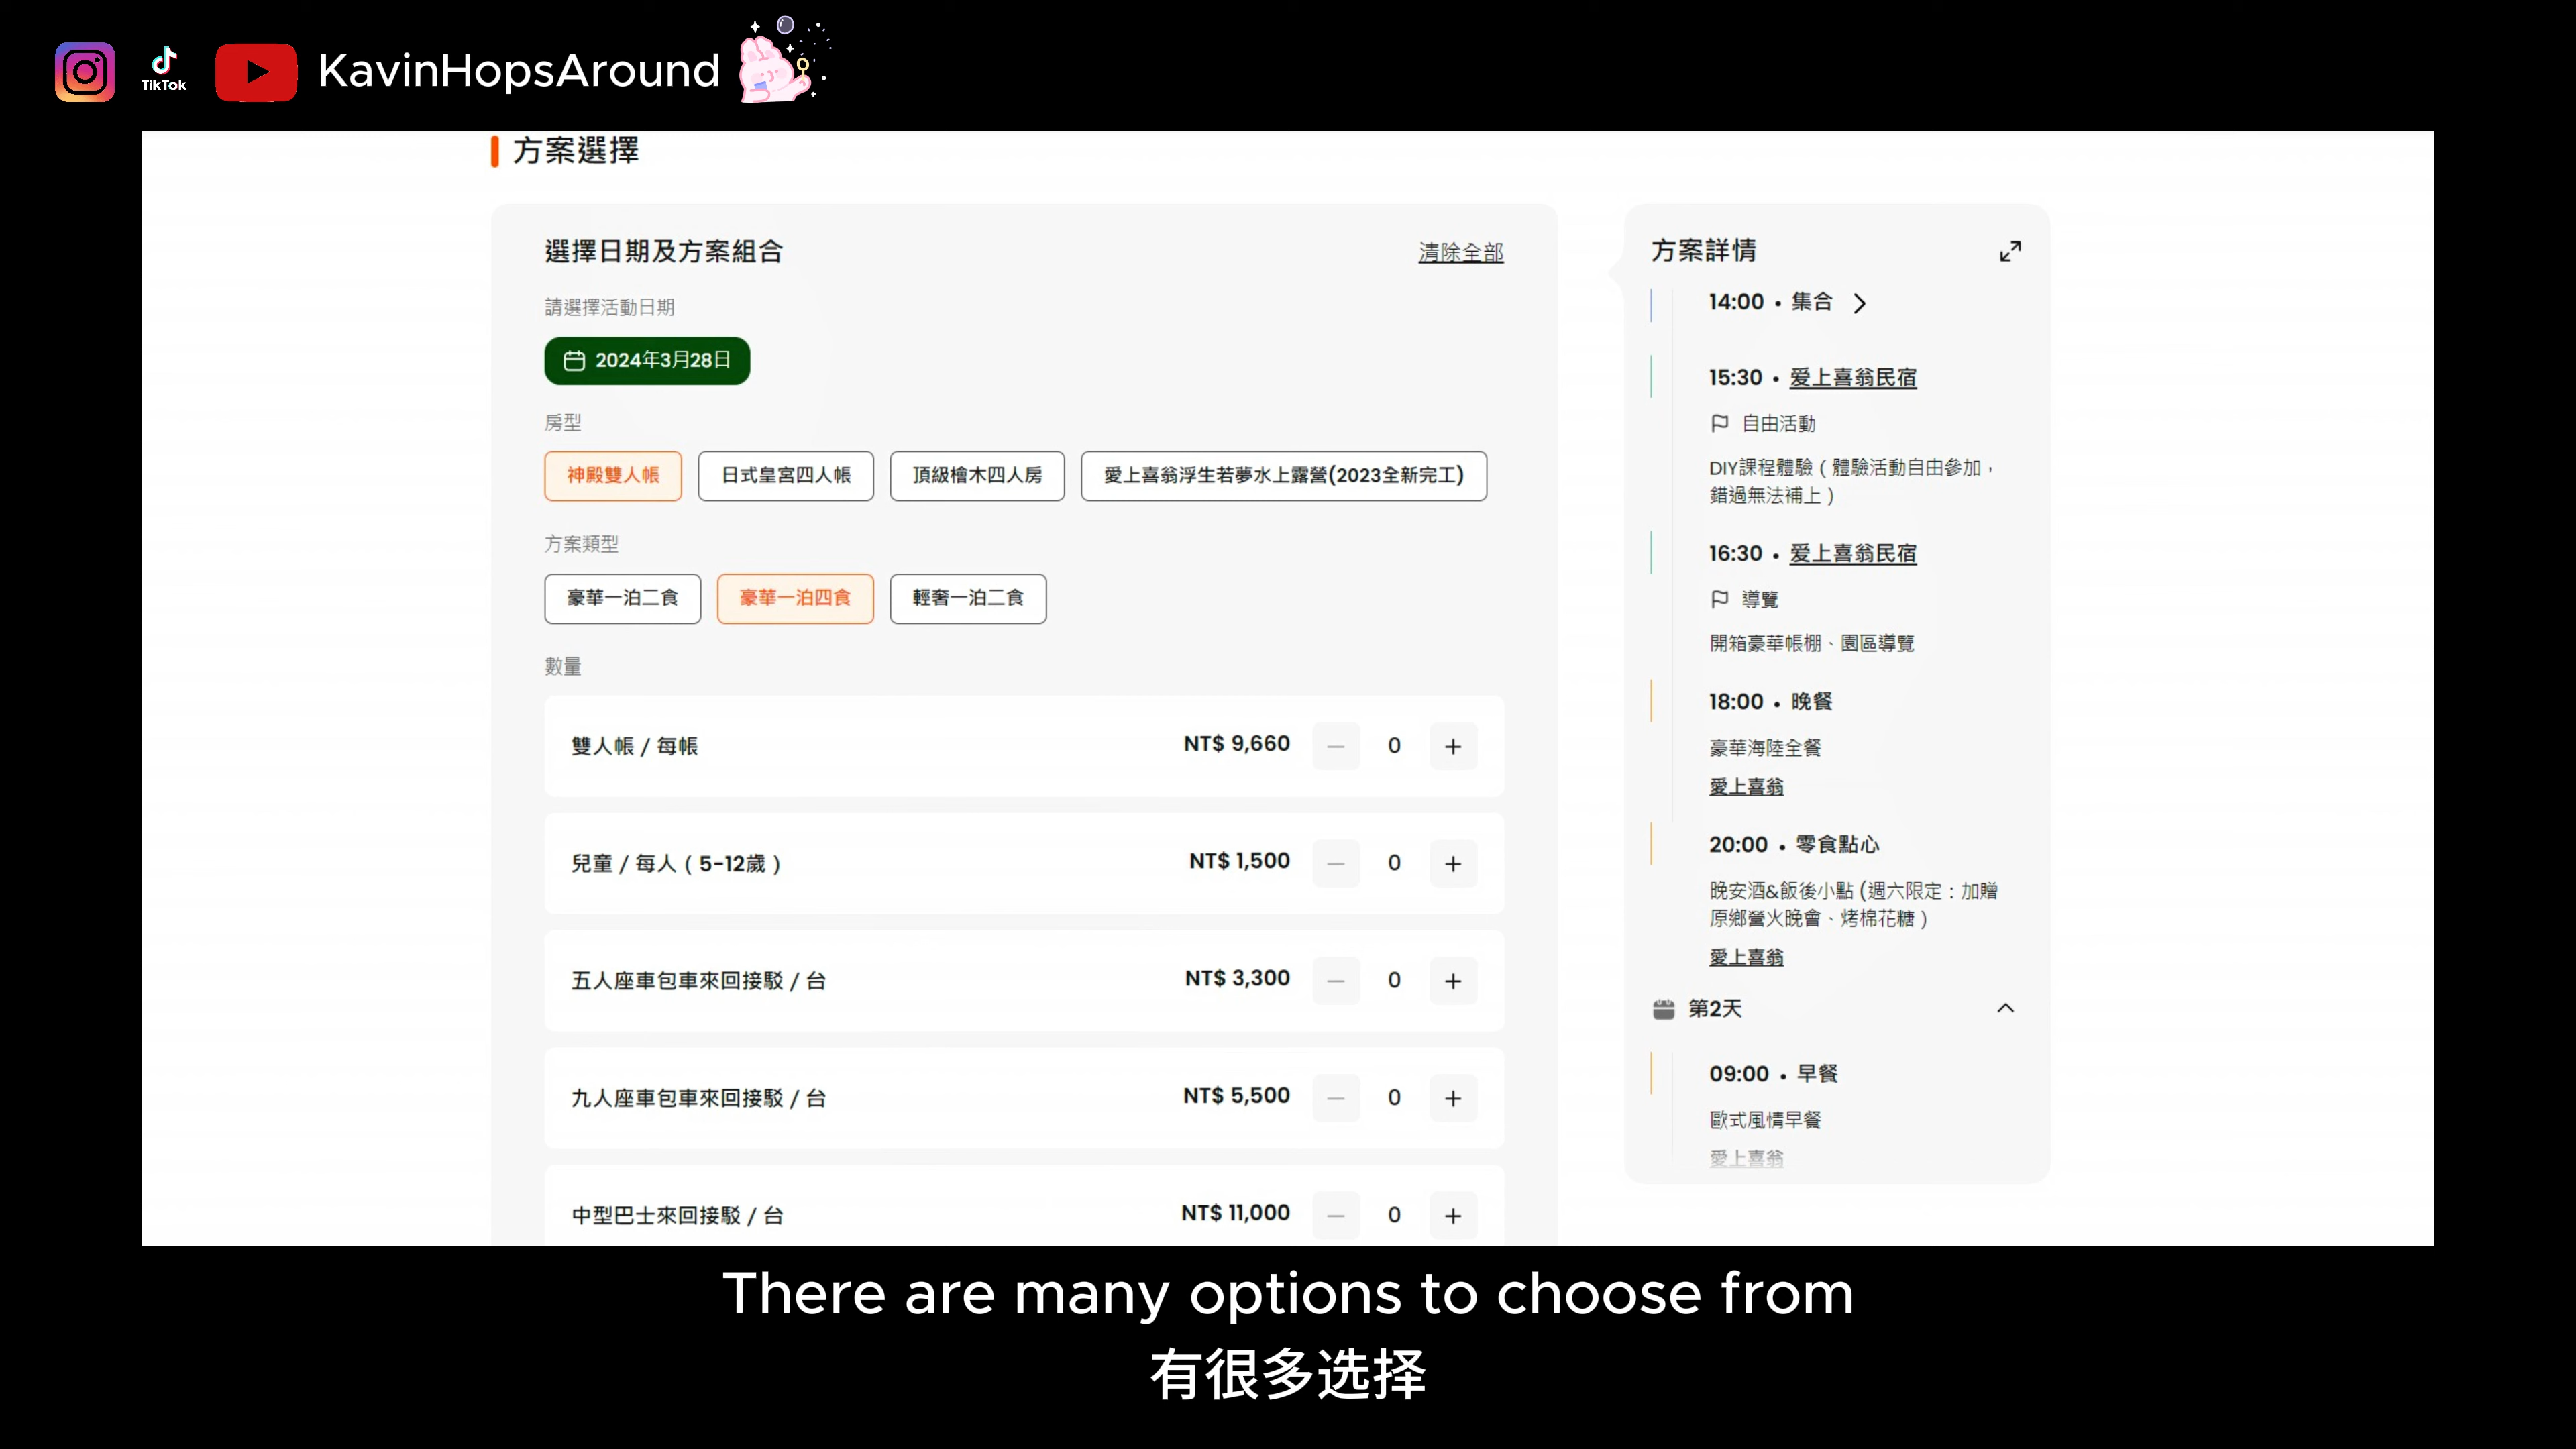 TikTok
KavinHopsAround
方案選擇
選擇日期及方案組合
清除全部
請選擇活動日期
2024年3月28日
房型
神殿雙人帳
日式皇宮四人帳
頂級檜木四人房
愛上喜翁浮生若夢水上露營(2023全新完工)
方案類型
豪華一泊二食
豪華一泊四食
輕奢一泊二食
數量
雙人帳 / 每帳
NT$ 9,660
0
兒童 / 每人 ( 5-12歲 )
NT$ 1,500
0
五人座車包車來回接駁 / 台
NT$ 3,300
0
九人座車包車來回接駁 / 台
NT$ 5,500
0
中型巴士來回接駁 / 台
NT$ 11,000
0
方案詳情
14:00 • 集合
15:30 • 爱上喜翁民宿
自由活動
DIY課程體驗 ( 體驗活動自由參加，
錯過無法補上 )
16:30 • 爱上喜翁民宿
導覽
開箱豪華帳棚、園區導覽
18:00 • 晚餐
豪華海陸全餐
愛上喜翁
20:00 • 零食點心
晚安酒&飯後小點 (週六限定：加贈
原鄉營火晚會、烤棉花糖 )
愛上喜翁
第2天
09:00 • 早餐
歐式風情早餐
愛上喜翁
There are many options to choose from
有很多选择